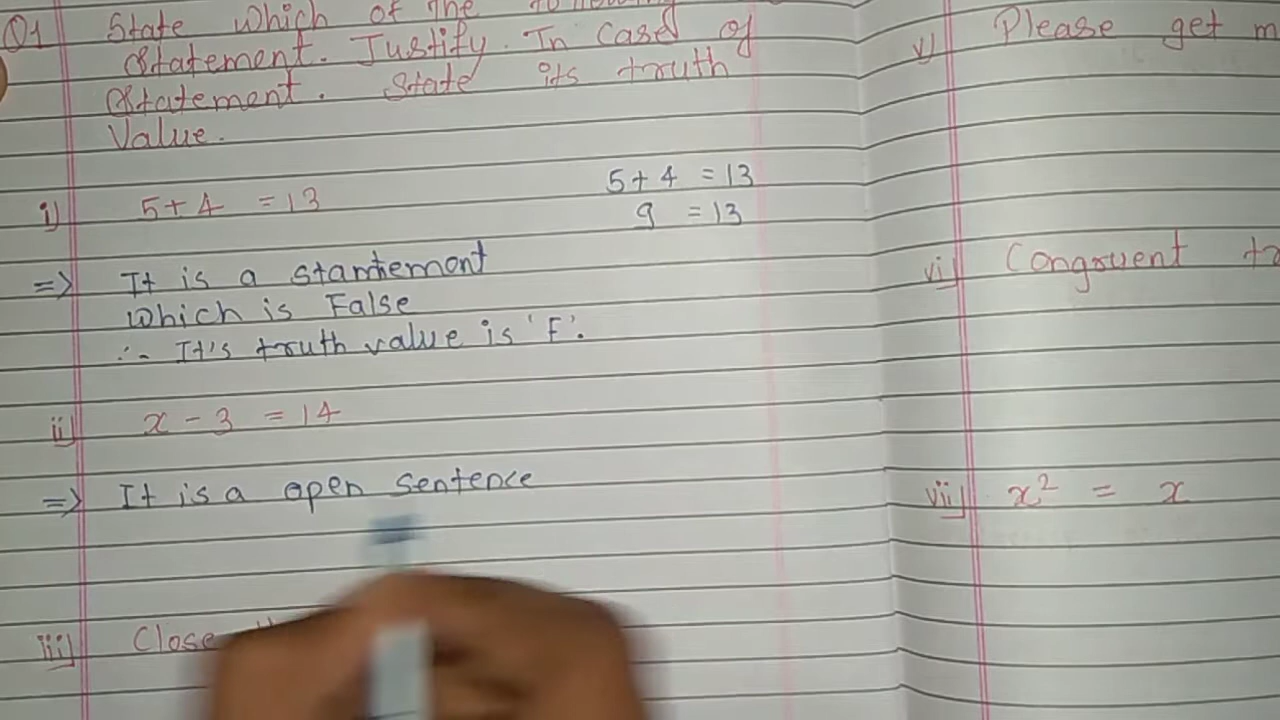 Q1 State which of the
statement. Justify. In case of
statement. state its truth
Value.
i) 5+4 = 13
5+4 = 13
9 = 13
=> It is a stamtement
which is False
∴ It's truth value is 'F'.
ii) x - 3 = 14
=> It is a open sentence
iii) Close
v) Please get m
vi) Congruent
vii) x² = x